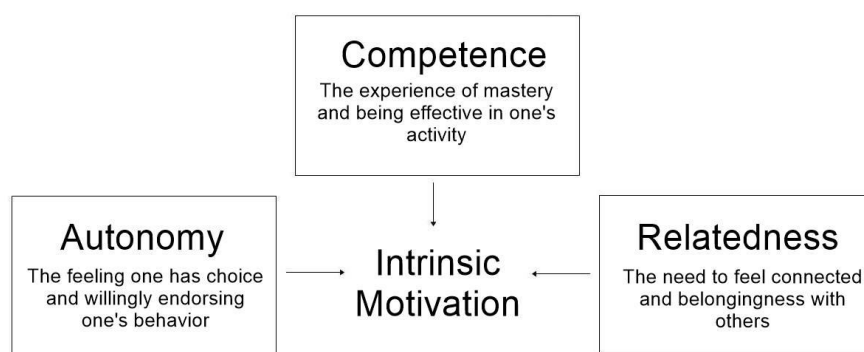 Competence
The experience of mastery
and being effective in one's
activity
Autonomy
The feeling one has choice
and willingly endorsing
one's behavior
Intrinsic
Motivation
Relatedness
The need to feel connected
and belongingness with
others